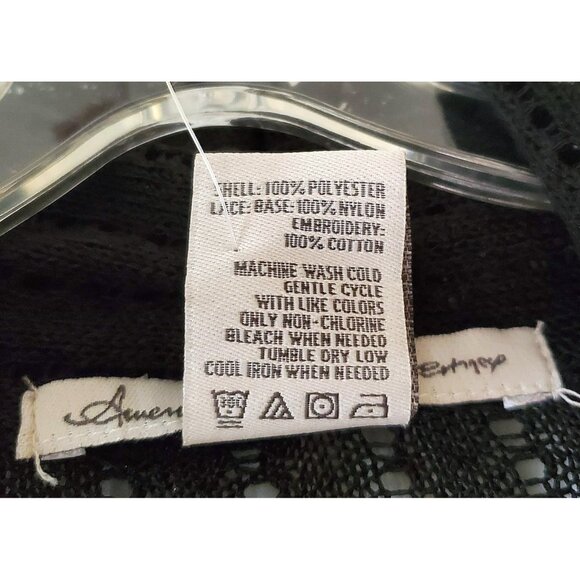 SHELL: 100% POLYESTER
LACE: BASE: 100% NYLON
EMBROIDERY:
100% COTTON
MACHINE WASH COLD
GENTLE CYCLE
WITH LIKE COLORS
ONLY NON-CHLORINE
BLEACH WHEN NEEDED
TUMBLE DRY LOW
COOL IRON WHEN NEEDED